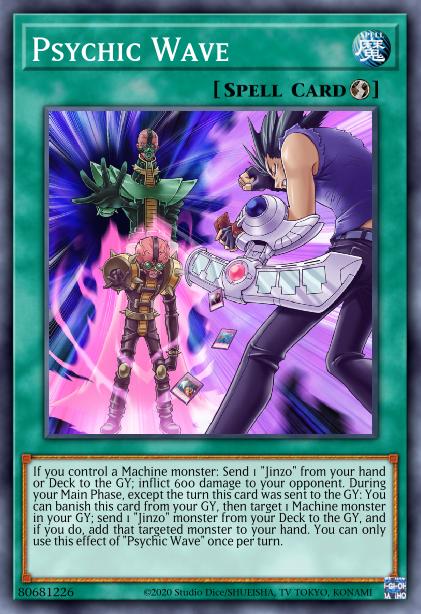 PSYCHIC WAVE
SPELL
魔
[SPELL CARD]
If you control a Machine monster: Send 1 "Jinzo" from your
hand or Deck to the GY; inflict 600 damage to your opponent. During
your Main Phase, except the turn this card was sent to the GY: You
can banish this card from your GY, then target 1 Machine monster
in your GY; send 1 "Jinzo" monster from your Deck to the GY, and
if you do, add that targeted monster to your hand. You can only
use this effect of "Psychic Wave" once per turn.
80681226
©2020 Studio Dice/SHUEISHA, TV TOKYO, KONAMI